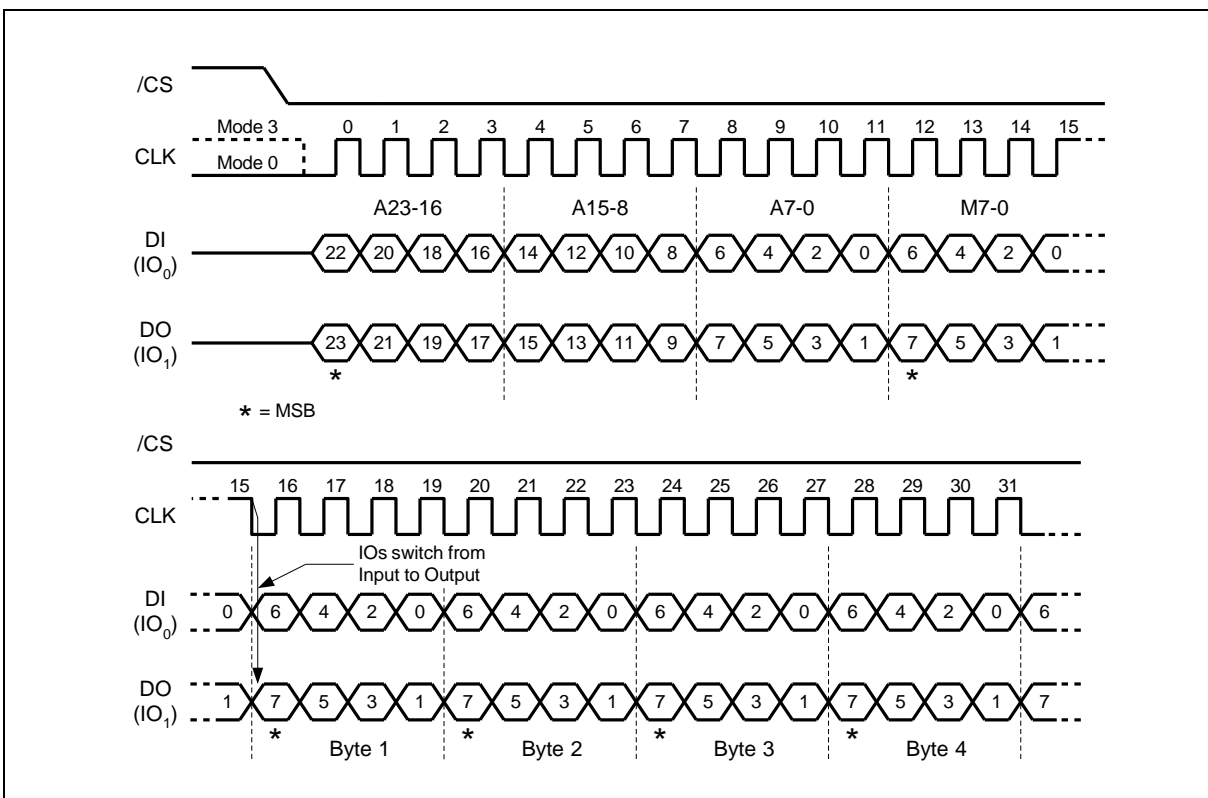 /CS
Mode 3 0 1 2 3 4 5 6 7 8 9 10 11 12 13 14 15
CLK
Mode 0
A23-16 A15-8 A7-0 M7-0
DI
(IO0)
22 20 18 16 14 12 10 8 6 4 2 0 6 4 2 0
DO
(IO1)
23 21 19 17 15 13 11 9 7 5 3 1 7 5 3 1
* *
* = MSB
/CS
15 16 17 18 19 20 21 22 23 24 25 26 27 28 29 30 31
CLK
IOs switch from
Input to Output
DI
(IO0)
0 6 4 2 0 6 4 2 0 6 4 2 0 6 4 2 0 6
DO
(IO1)
1 7 5 3 1 7 5 3 1 7 5 3 1 7 5 3 1 7
* * * *
Byte 1 Byte 2 Byte 3 Byte 4